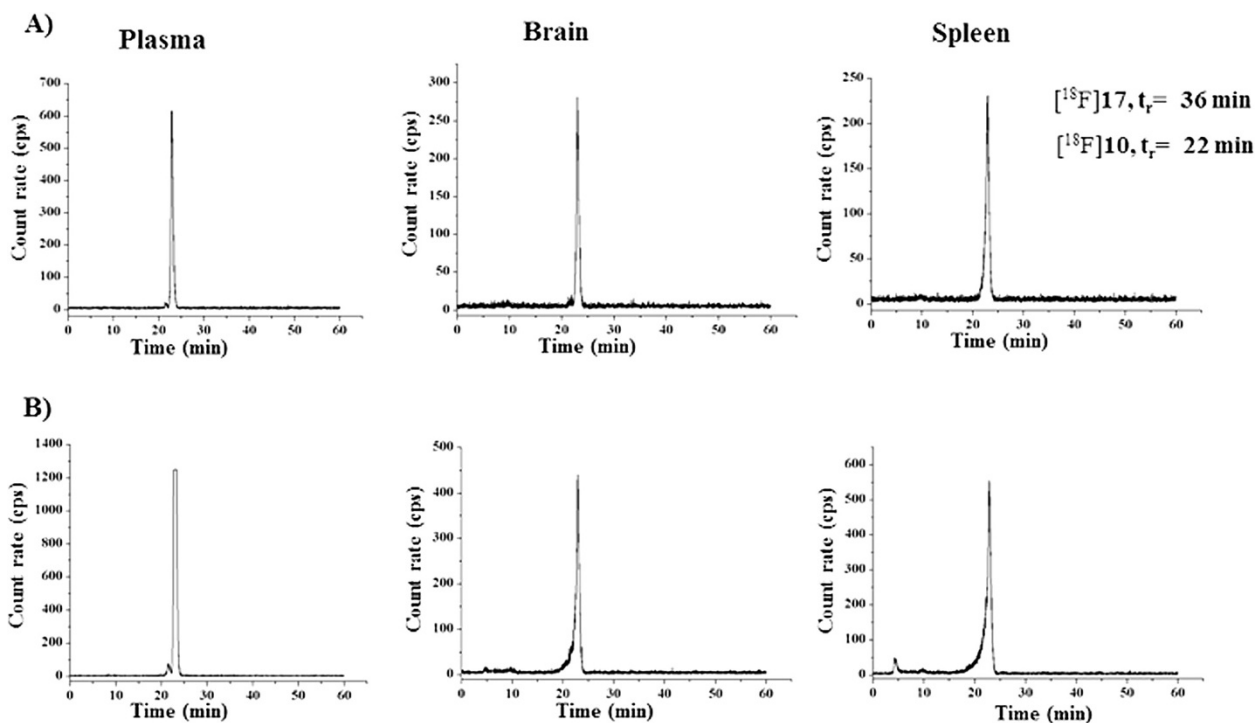 A)
Plasma
Brain
Spleen
Count rate (cps)
700
600
500
400
300
200
100
0
0 10 20 30 40 50 60
Time (min)
Count rate (cps)
300
250
200
150
100
50
0
0 10 20 30 40 50 60
Time (min)
Count rate (cps)
250
200
150
100
50
0
0 10 20 30 40 50 60
Time (min)
[¹⁸F]17, tᵣ= 36 min
[¹⁸F]10, tᵣ= 22 min
B)
Count rate (cps)
1400
1200
1000
800
600
400
200
0
0 10 20 30 40 50 60
Time (min)
Count rate (cps)
500
400
300
200
100
0
0 10 20 30 40 50 60
Time (min)
Count rate (cps)
600
500
400
300
200
100
0
0 10 20 30 40 50 60
Time (min)